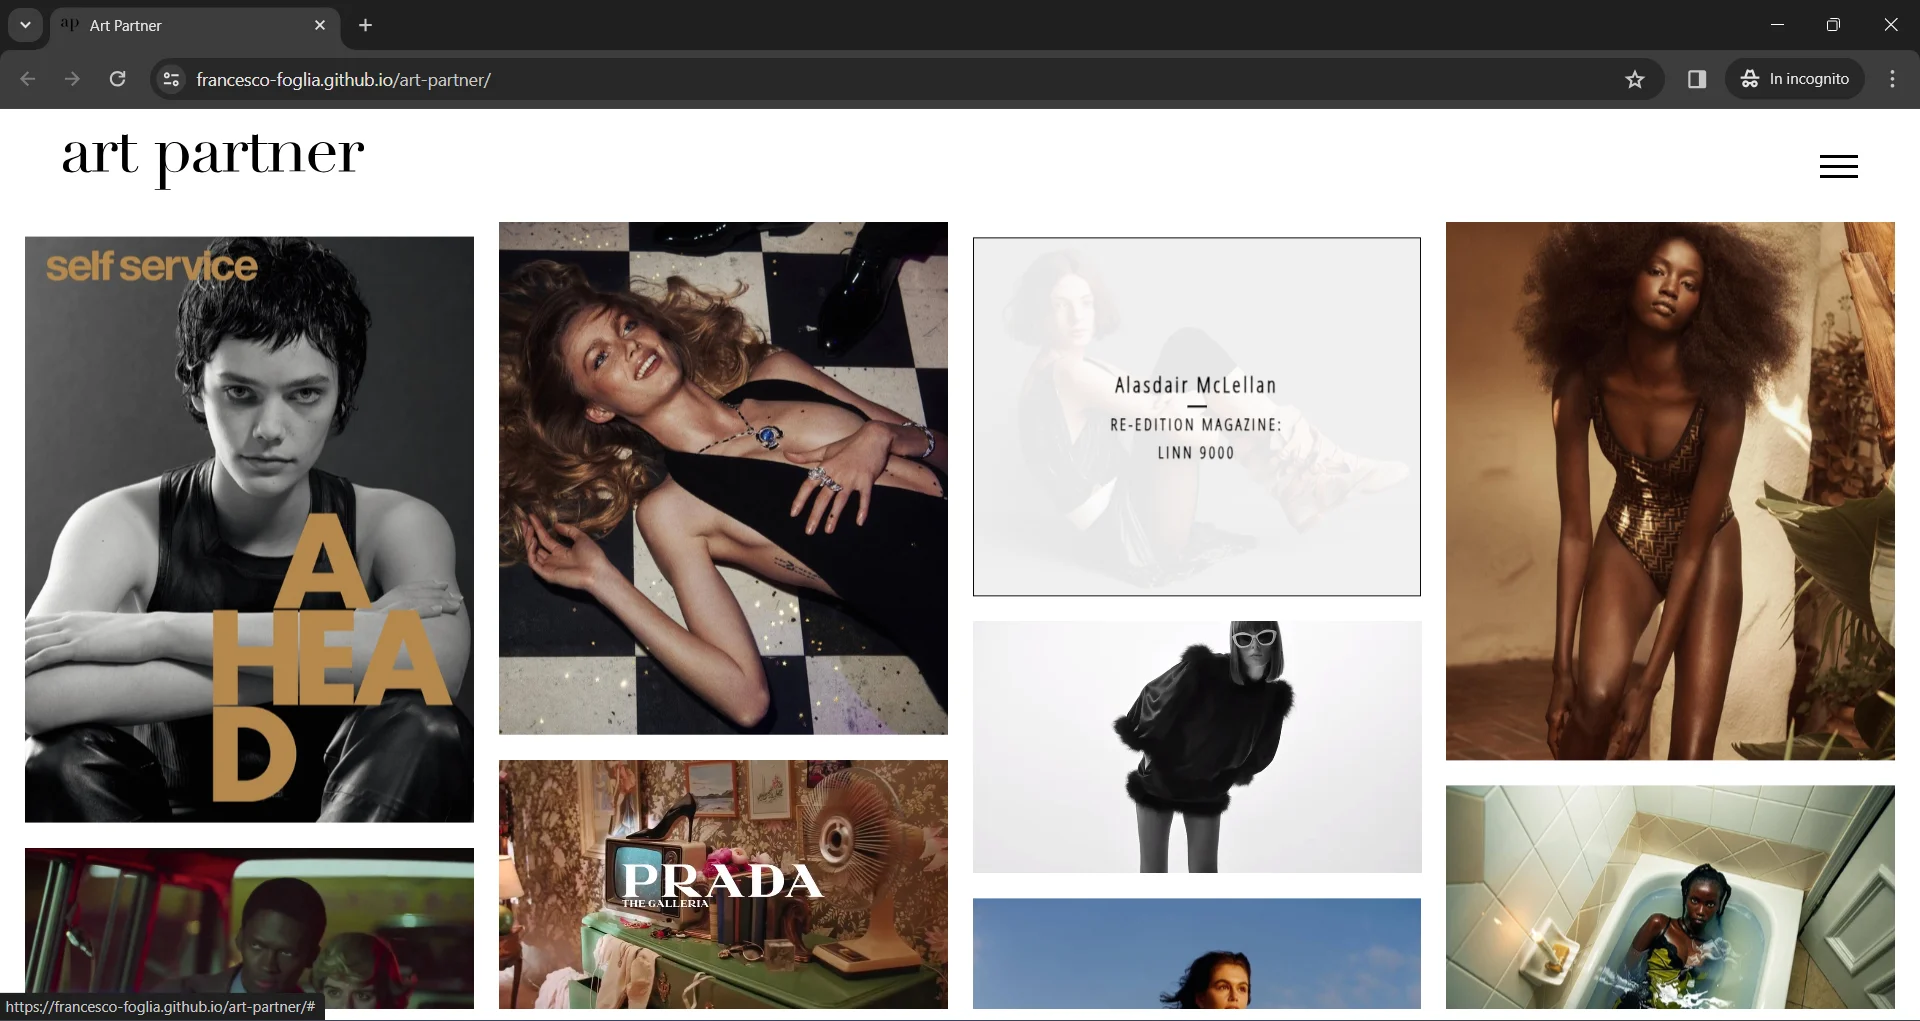 ap Art Partner
francesco-foglia.github.io/art-partner/
In incognito
art partner
self service
A
HEA
D
Alasdair McLellan
RE-EDITION MAGAZINE:
LINN 9000
PRADA
THE GALLERIA
https://francesco-foglia.github.io/art-partner/#